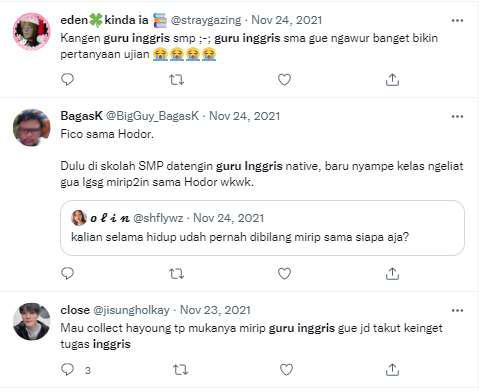 eden🍀kinda ia 📚 @straygazing · Nov 24, 2021
Kangen guru inggris smp ;-; guru inggris sma gue ngawur banget bikin
pertanyaan ujian 😭😭😭😭
BagasK @BigGuy_BagasK · Nov 24, 2021
Fico sama Hodor.
Dulu di skolah SMP datengin guru Inggris native, baru nyampe kelas ngeliat
gua lgsg mirip2in sama Hodor wkwk.
𝓸 𝓵 𝓲 𝓷 @shflywz · Nov 24, 2021
kalian selama hidup udah pernah dibilang mirip sama siapa aja?
close @jisungholkay · Nov 23, 2021
Mau collect hayoung tp mukanya mirip guru inggris gue jd takut keinget
tugas inggris
3